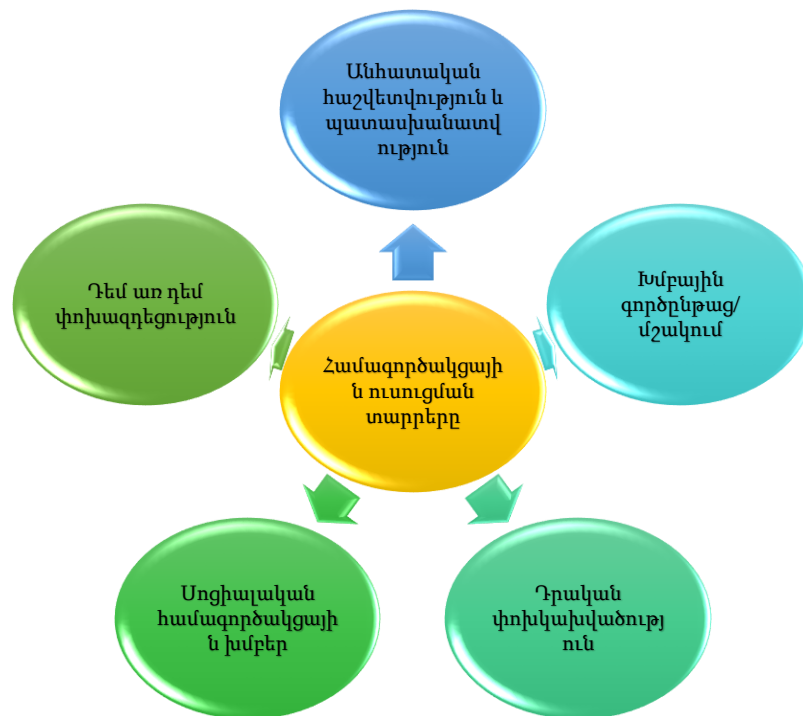 Անհատական
հաշվետվություն և
պատասխանատվ
ություն
Դեմ առ դեմ
փոխազդեցություն
Խմբային
գործընթաց/
մշակում
Համագործակցայի
ն ուսուցման
տարրերը
Սոցիալական
համագործակցայի
ն խմբեր
Դրական
փոխկախվածությ
ուն